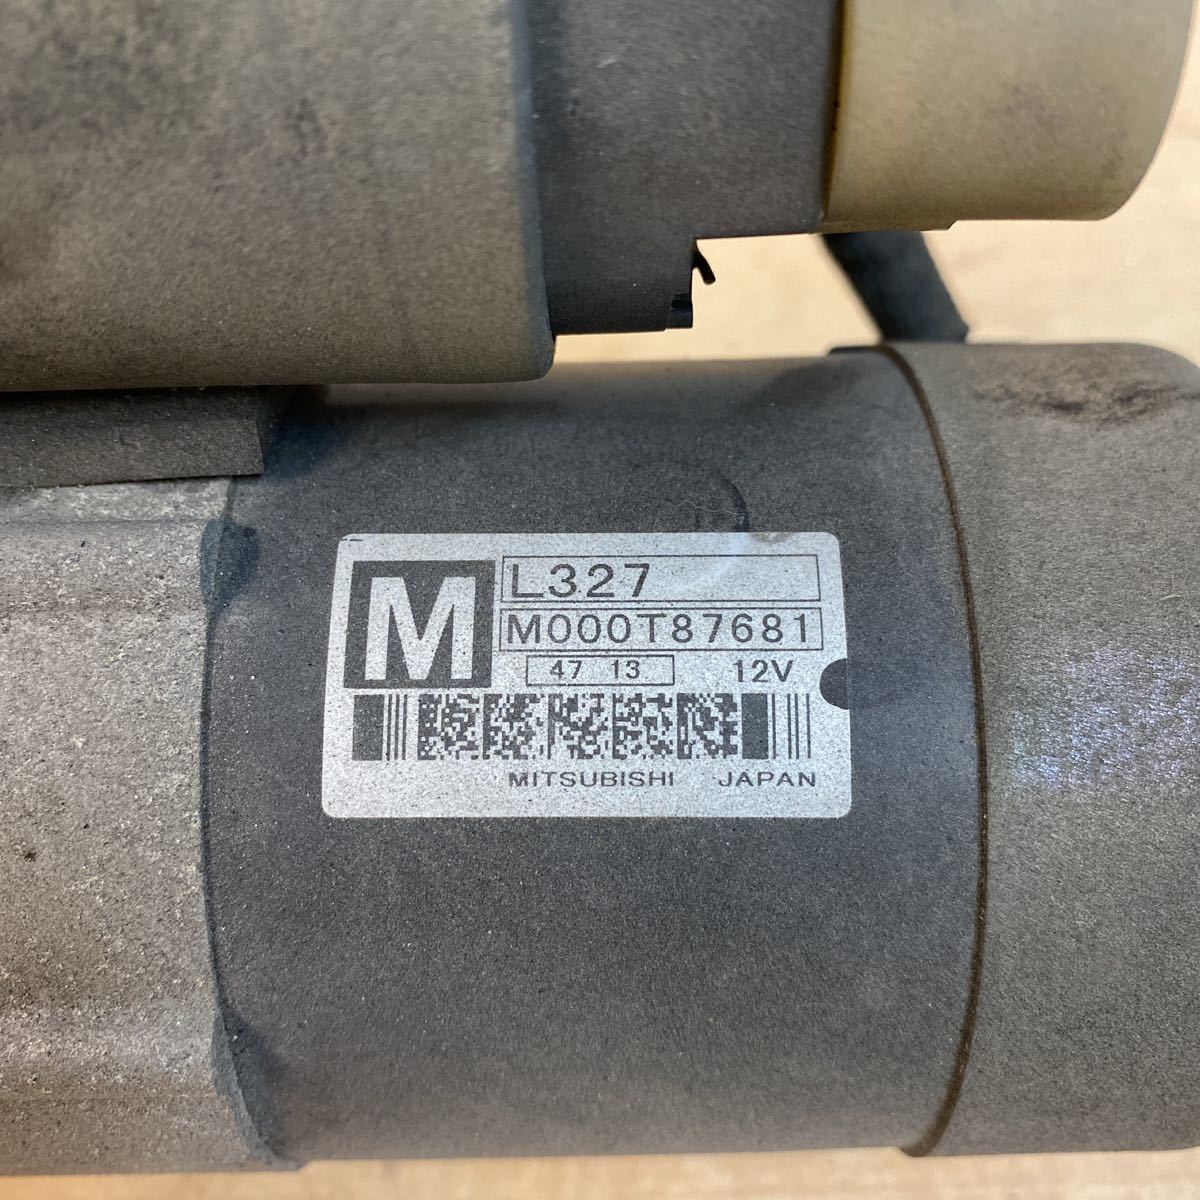 M
L327
M000T87681
47 13 12V
MITSUBISHI JAPAN